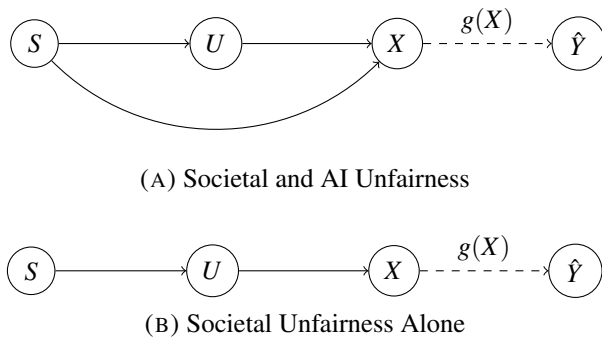 g(X)
S U X Ŷ
(A) Societal and AI Unfairness
g(X)
S U X Ŷ
(B) Societal Unfairness Alone